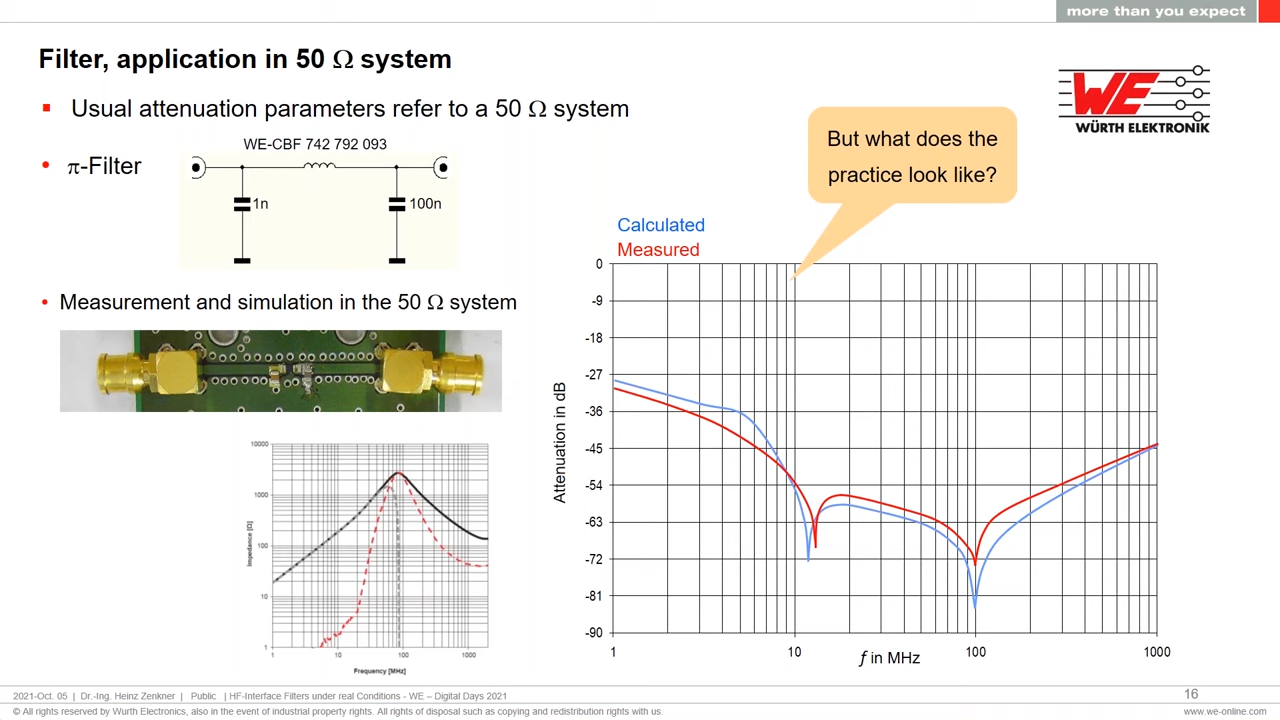 more than you expect
Filter, application in 50 Ω system
WE
WÜRTH ELEKTRONIK
▪ Usual attenuation parameters refer to a 50 Ω system
• π-Filter
WE-CBF 742 792 093
1n
100n
But what does the
practice look like?
• Measurement and simulation in the 50 Ω system
Calculated
Measured
0
-9
-18
-27
-36
-45
-54
-63
-72
-81
-90
Attenuation in dB
1 10 100 1000
f in MHz
10000
1000
100
10
1
Impedance [Ω]
1 10 100 1000
Frequency [MHz]
2021-Oct. 05 | Dr.-Ing. Heinz Zenkner | Public | HF-Interface Filters under real Conditions - WE – Digital Days 2021
16
© All rights reserved by Wurth Electronics, also in the event of industrial property rights. All rights of disposal such as copying and redistribution rights with us.
www.we-online.com